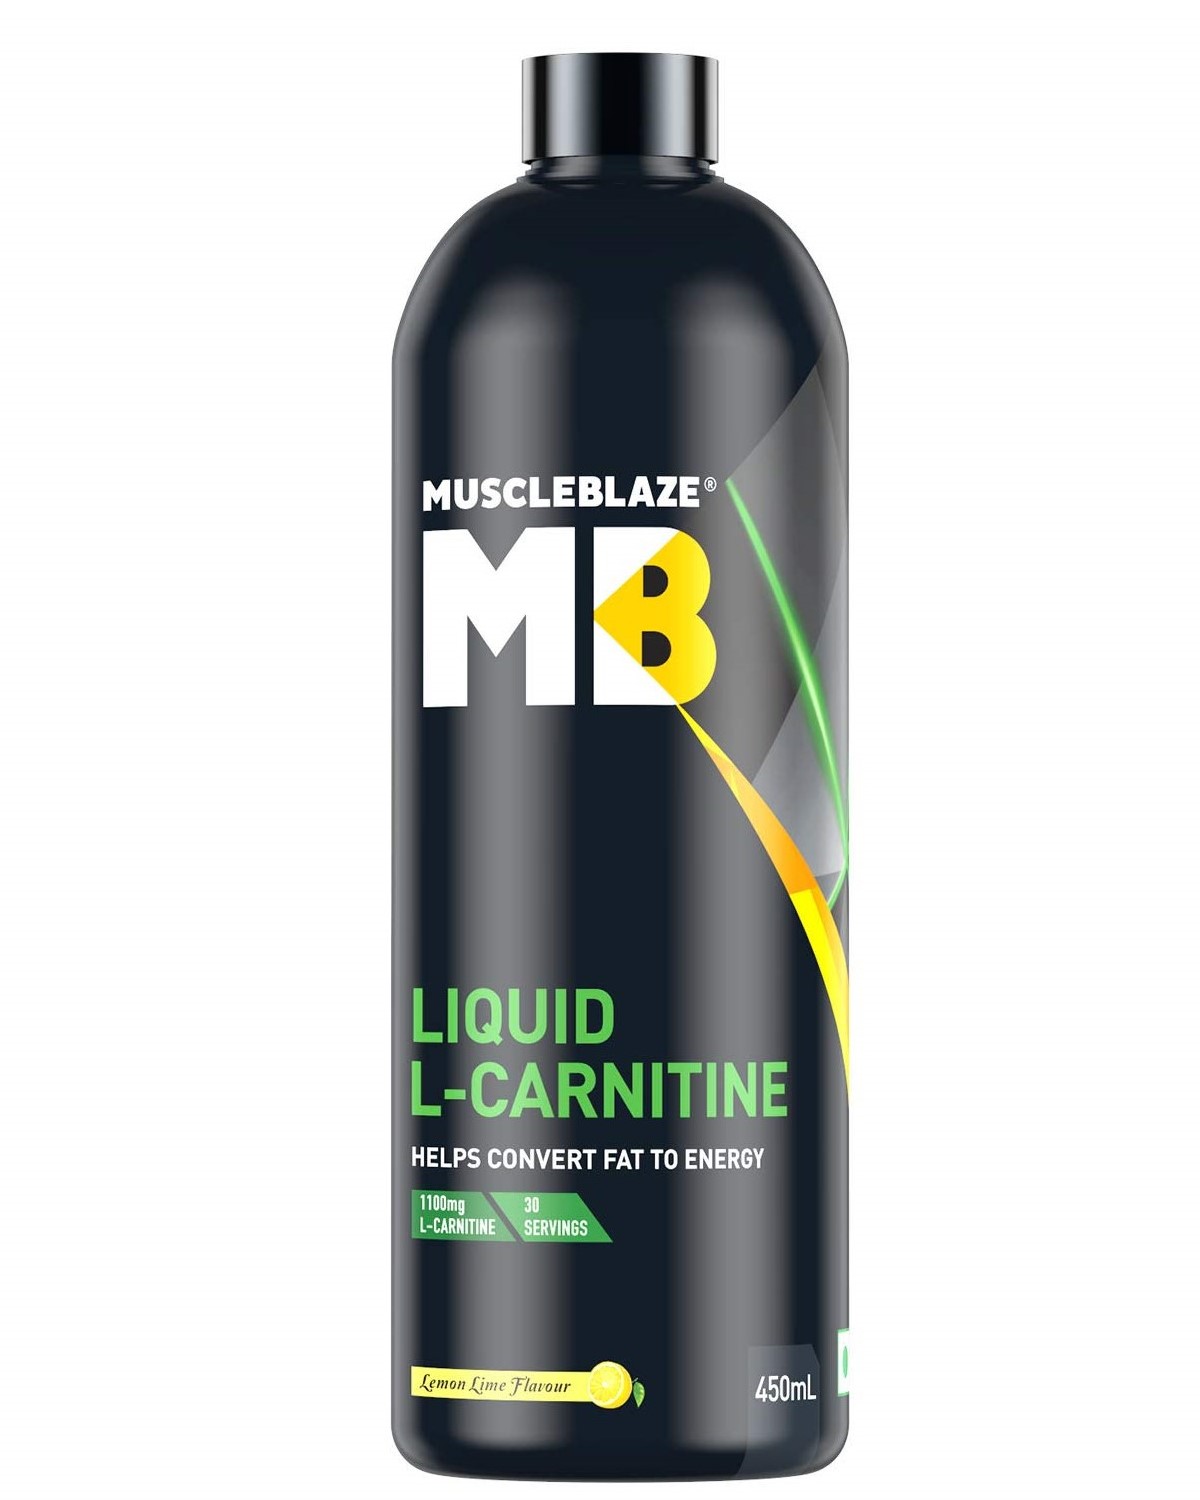 MUSCLEBLAZE®
MB
LIQUID
L-CARNITINE
HELPS CONVERT FAT TO ENERGY
1100mg
L-CARNITINE
30
SERVINGS
Lemon Lime Flavour
450mL